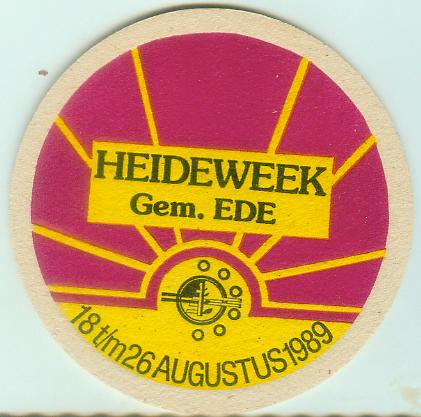 HEIDEWEEK
Gem. EDE
18 t/m 26 AUGUSTUS 1989